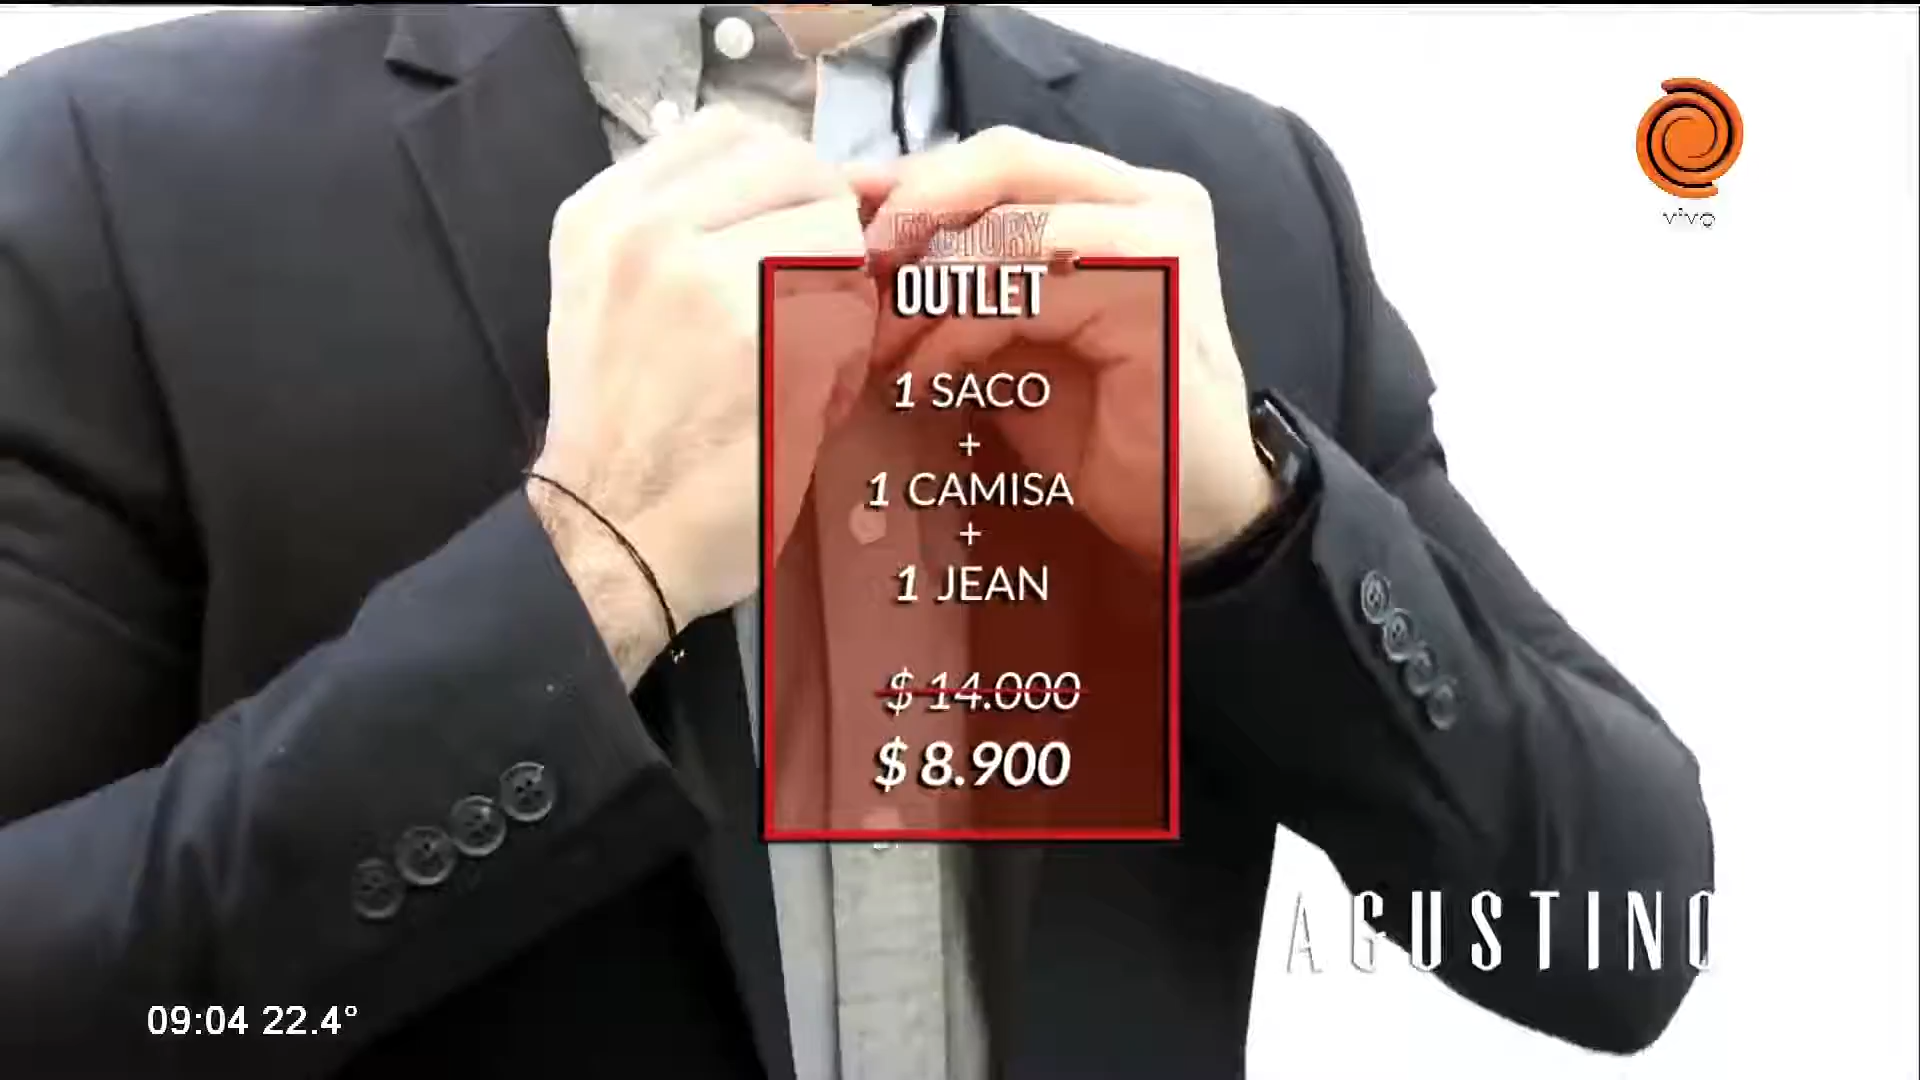 vivo
FACTORY
OUTLET
1 SACO
+
1 CAMISA
+
1 JEAN
$ 14.000
$ 8.900
AGUSTINO
09:04 22.4°